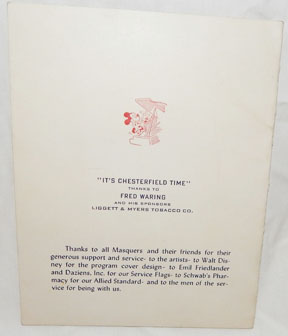 "IT'S CHESTERFIELD TIME"
THANKS TO
FRED WARING
AND HIS SPONSORS
LIGGETT & MYERS TOBACCO CO.
Thanks to all Masquers and their friends for their
generous support and service- to the artists- to Walt Dis-
ney for the program cover design- to Emil Friedlander
and Daziens, Inc. for our Service Flags- to Schwab's Phar-
macy for our Allied Standard- and to the men of the ser-
vice for being with us.